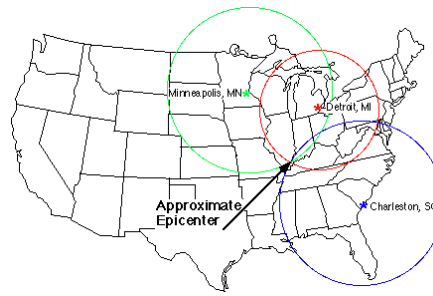 Minneapolis, MN
Detroit, MI
Approximate
Epicenter
Charleston, SC